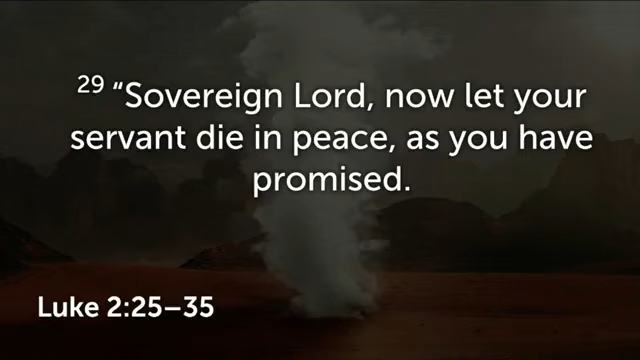 29 “Sovereign Lord, now let your
servant die in peace, as you have
promised.
Luke 2:25–35